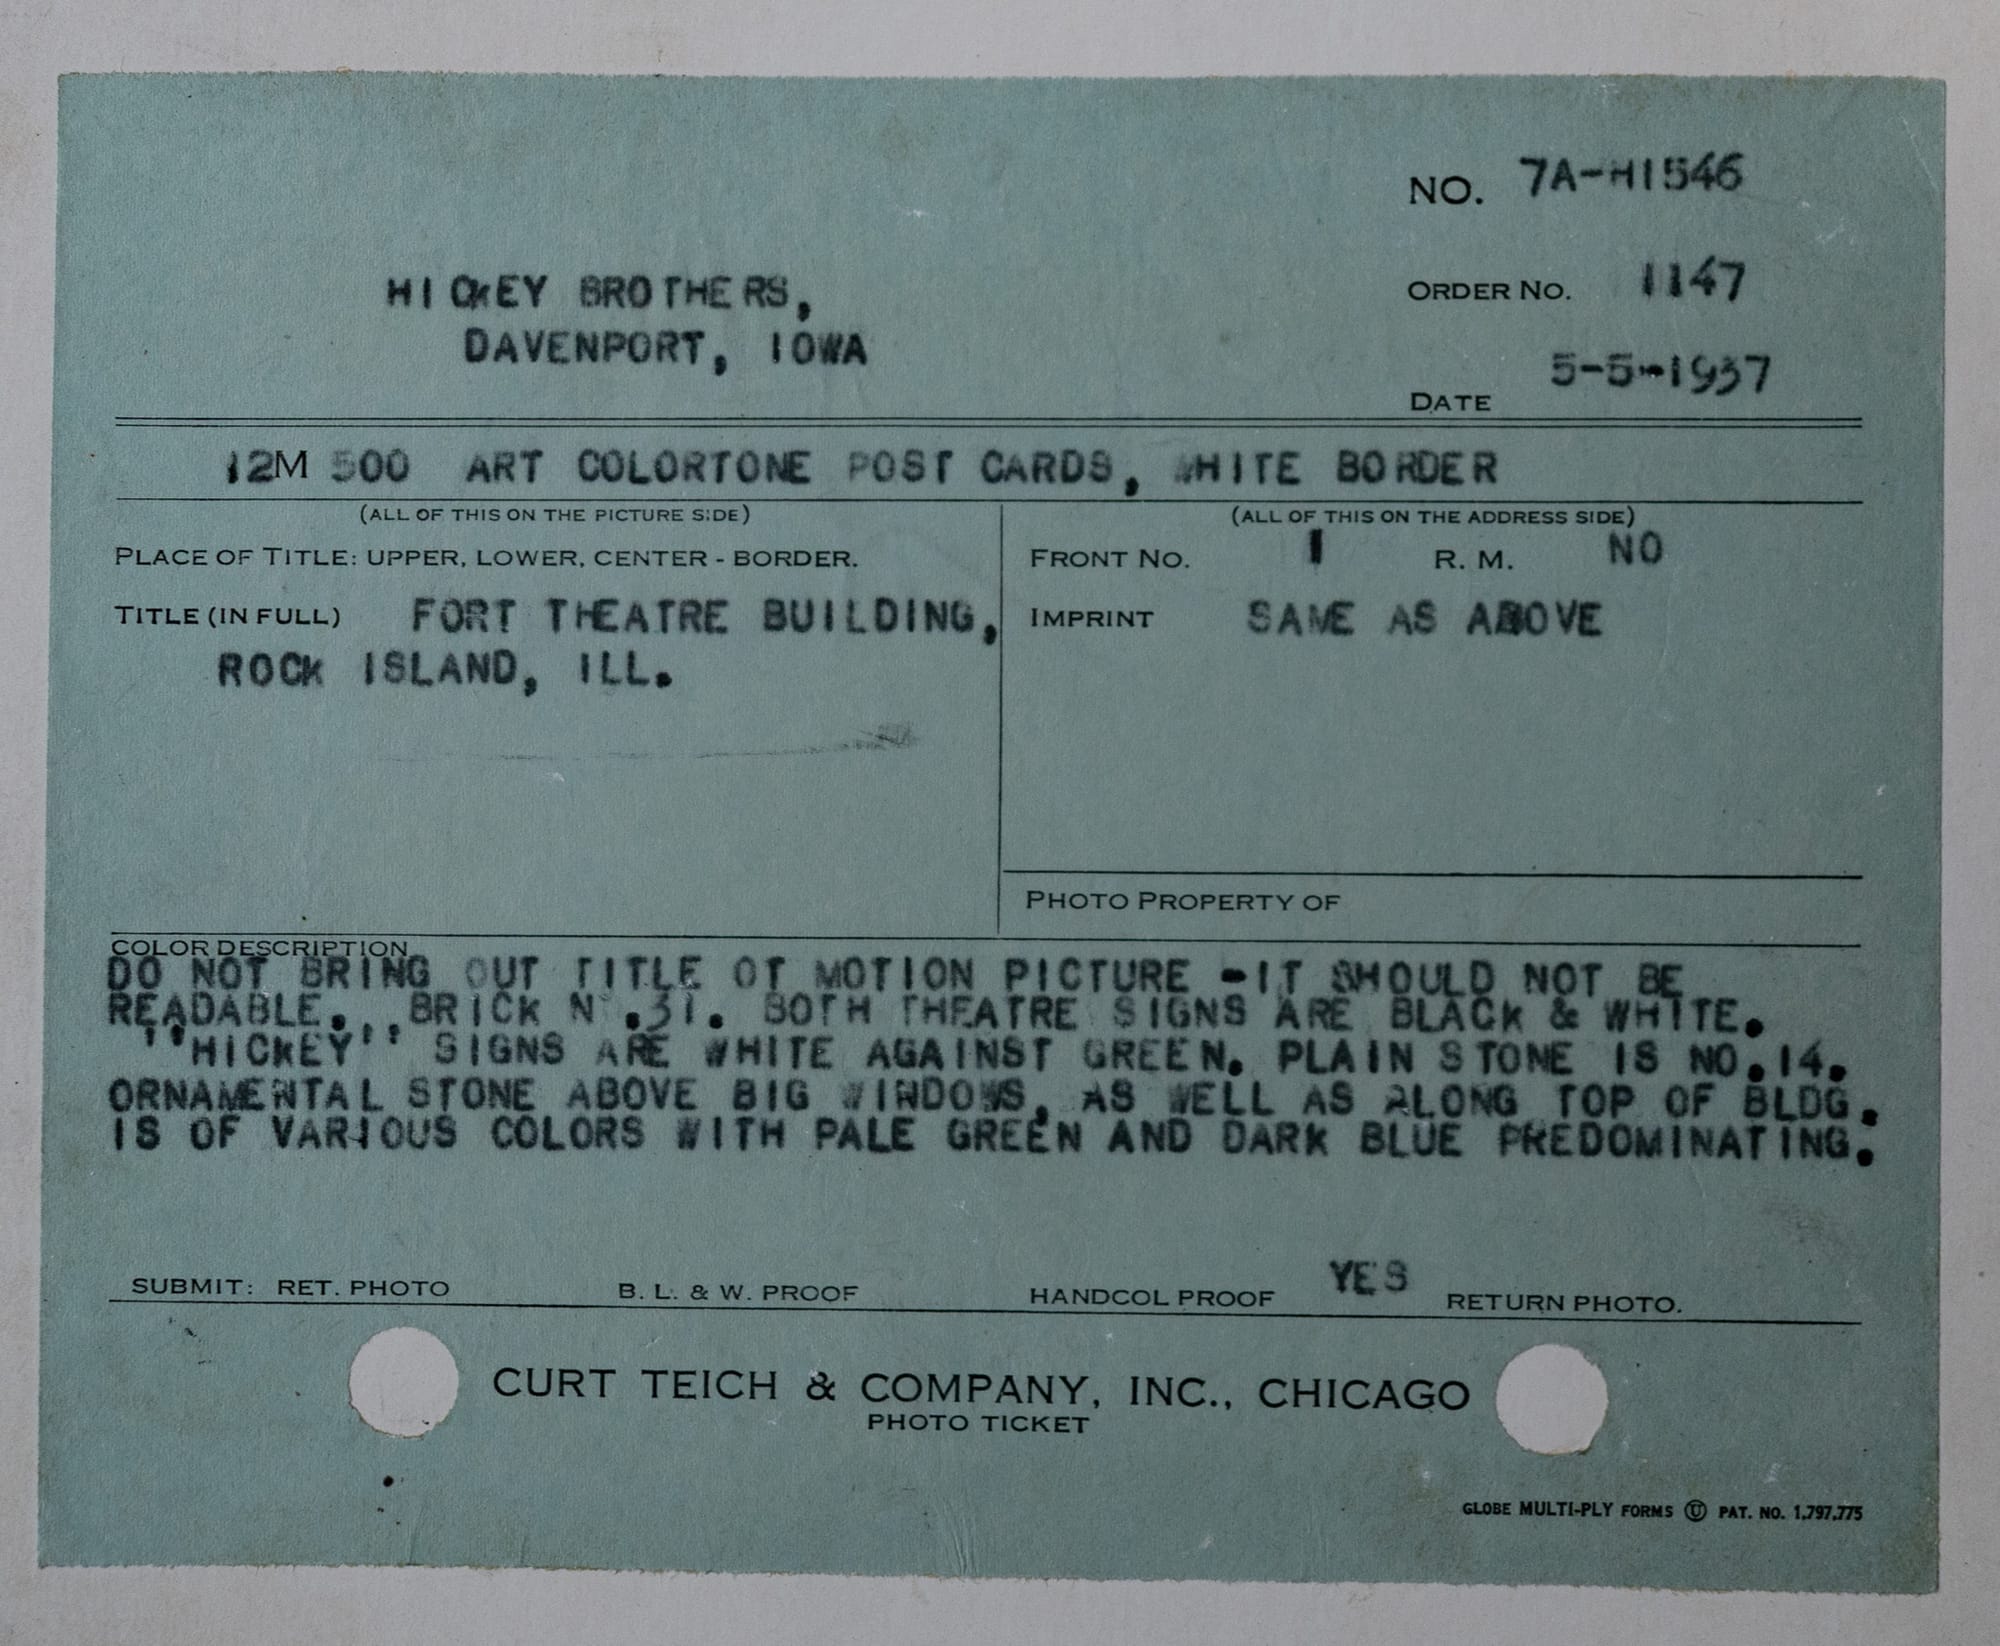 NO. 7A-H1546
HICKEY BROTHERS,
ORDER NO. 1147
DAVENPORT, IOWA
DATE 5-5-1937
12M 500 ART COLORTONE POST CARDS, WHITE BORDER
(ALL OF THIS ON THE PICTURE SIDE) (ALL OF THIS ON THE ADDRESS SIDE)
PLACE OF TITLE: UPPER, LOWER, CENTER - BORDER. FRONT NO. 1 R. M. NO
TITLE (IN FULL) FORT THEATRE BUILDING, IMPRINT SAME AS ABOVE
ROCK ISLAND, ILL.
PHOTO PROPERTY OF
COLOR DESCRIPTION
DO NOT BRING OUT TITLE OT MOTION PICTURE -IT SHOULD NOT BE
READABLE. BRICK N .31. BOTH THEATRE SIGNS ARE BLACK & WHITE.
''HICKEY'' SIGNS ARE WHITE AGAINST GREEN. PLAIN STONE IS NO.14.
ORNAMENTAL STONE ABOVE BIG WINDOWS, AS WELL AS ALONG TOP OF BLDG.
IS OF VARIOUS COLORS WITH PALE GREEN AND DARK BLUE PREDOMINATING.
SUBMIT: RET. PHOTO B. L. & W. PROOF HANDCOL PROOF YES RETURN PHOTO.
CURT TEICH & COMPANY, INC., CHICAGO
PHOTO TICKET
GLOBE MULTI-PLY FORMS Ⓤ PAT. NO. 1,797,775